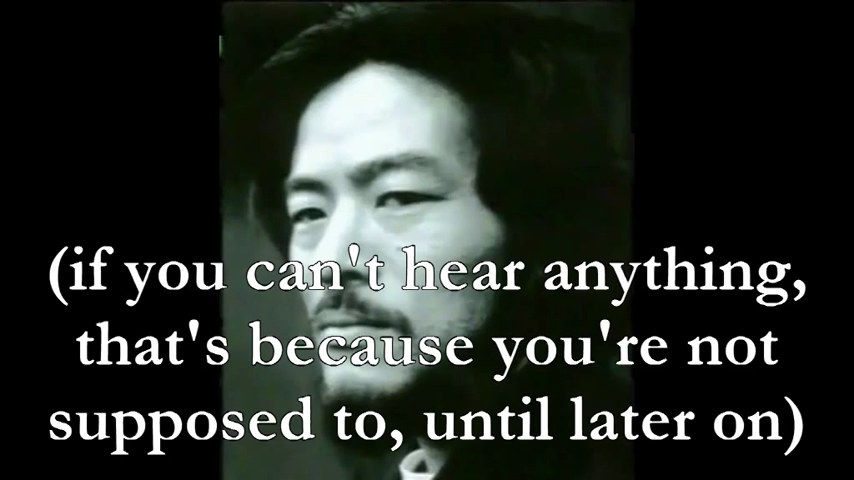 (if you can't hear anything,
that's because you're not
supposed to, until later on)